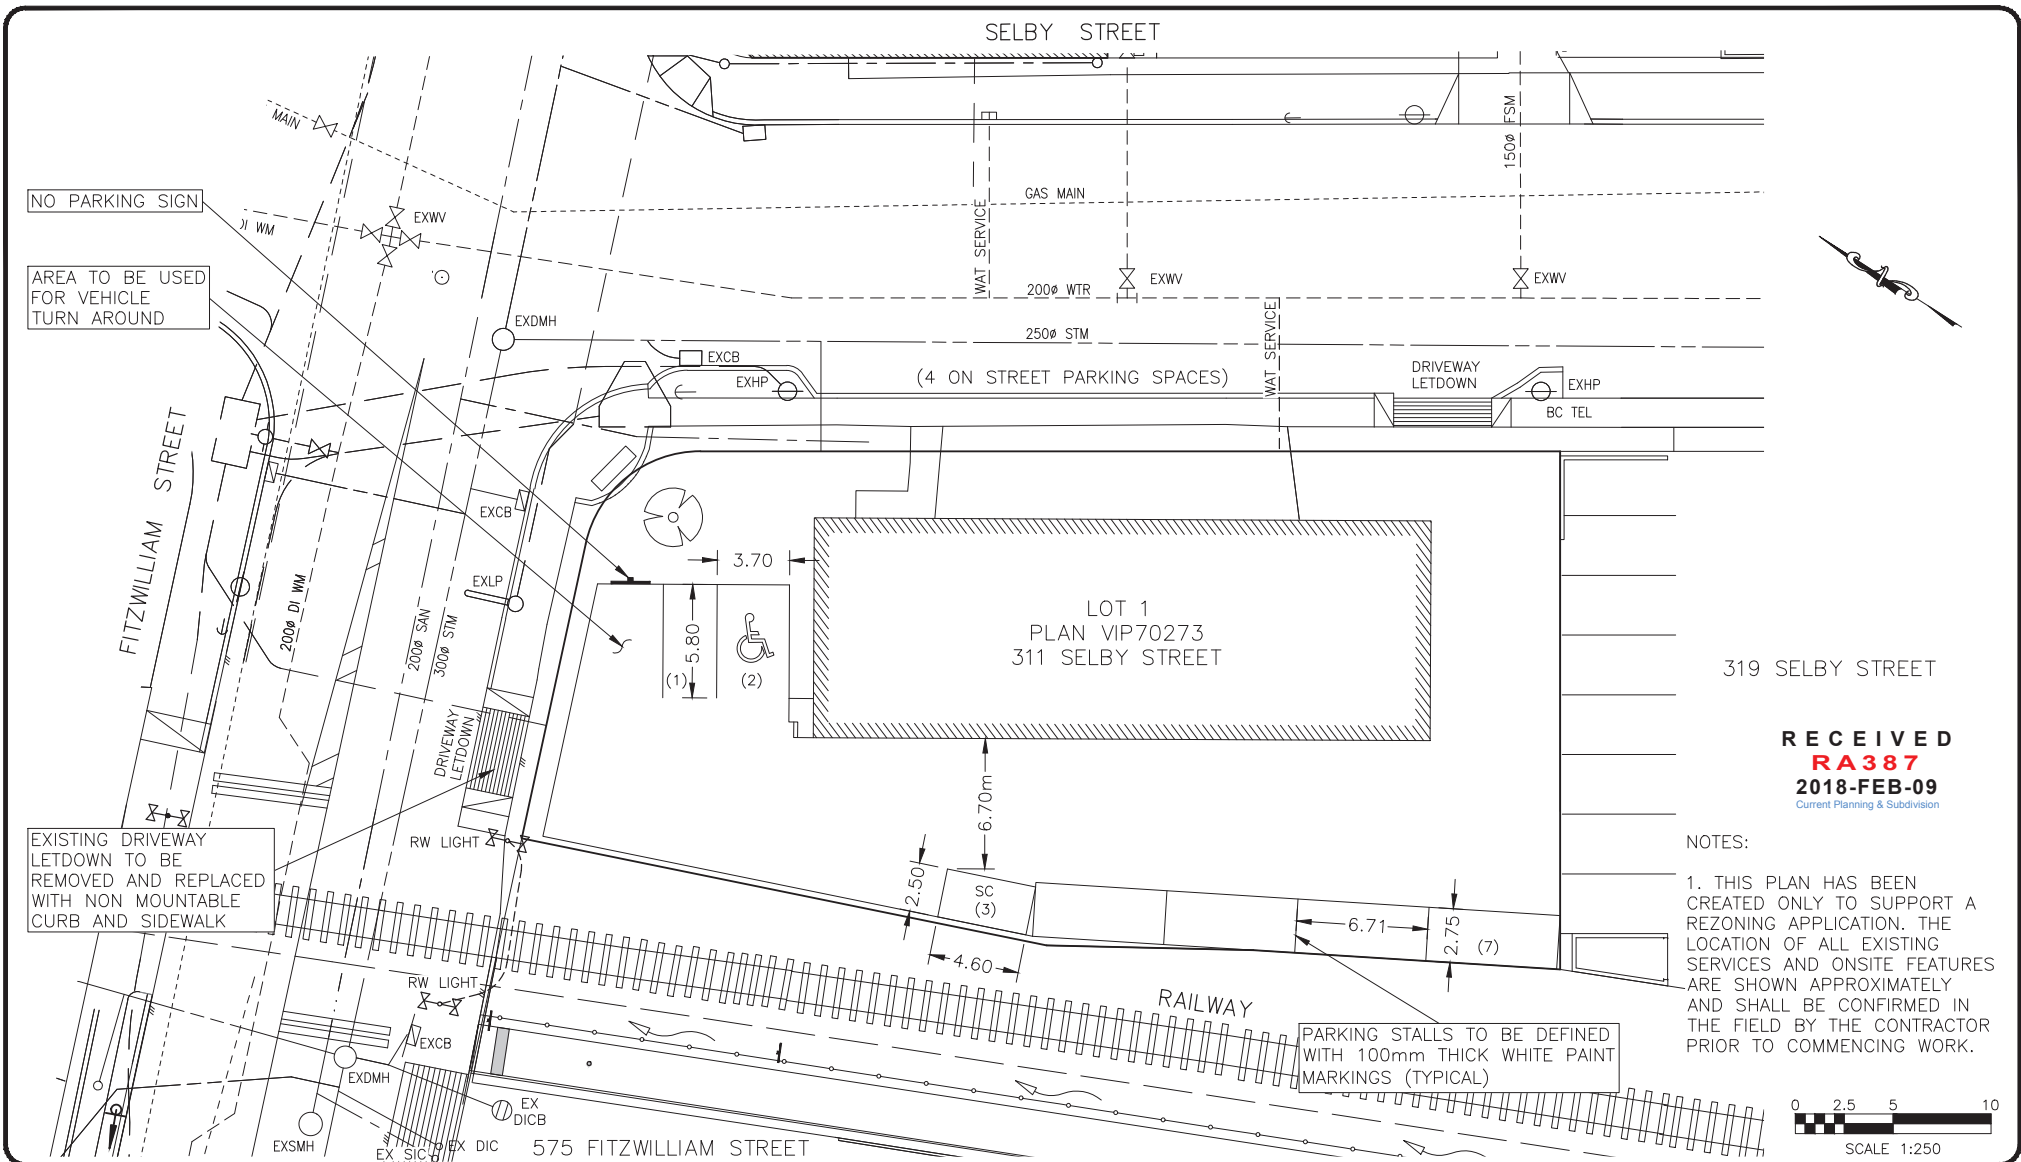 SELBY STREET
MAIN
150ø FSM
NO PARKING SIGN
EXWV
DI WM
GAS MAIN
WAT SERVICE
AREA TO BE USED
FOR VEHICLE
TURN AROUND
EXWV
EXWV
200ø WTR
EXDMH
250ø STM
WAT SERVICE
EXCB
EXHP
(4 ON STREET PARKING SPACES)
DRIVEWAY
LETDOWN
EXHP
BC TEL
FITZWILLIAM STREET
EXCB
3.70
EXLP
200ø DI WM
200ø SAN
300ø STM
5.80
(1)
(2)
LOT 1
PLAN VIP70273
311 SELBY STREET
319 SELBY STREET
DRIVEWAY
LETDOWN
6.70m
RECEIVED
RA387
2018-FEB-09
Current Planning & Subdivision
EXISTING DRIVEWAY
LETDOWN TO BE
REMOVED AND REPLACED
WITH NON MOUNTABLE
CURB AND SIDEWALK
RW LIGHT
2.50
SC
(3)
4.60
6.71
2.75
(7)
NOTES:
1. THIS PLAN HAS BEEN
CREATED ONLY TO SUPPORT A
REZONING APPLICATION. THE
LOCATION OF ALL EXISTING
SERVICES AND ONSITE FEATURES
ARE SHOWN APPROXIMATELY
AND SHALL BE CONFIRMED IN
THE FIELD BY THE CONTRACTOR
PRIOR TO COMMENCING WORK.
RW LIGHT
RAILWAY
PARKING STALLS TO BE DEFINED
WITH 100mm THICK WHITE PAINT
MARKINGS (TYPICAL)
EXCB
EXDMH
EX
DICB
EXSMH
EX SIC
EX DIC
575 FITZWILLIAM STREET
0 2.5 5 10
SCALE 1:250